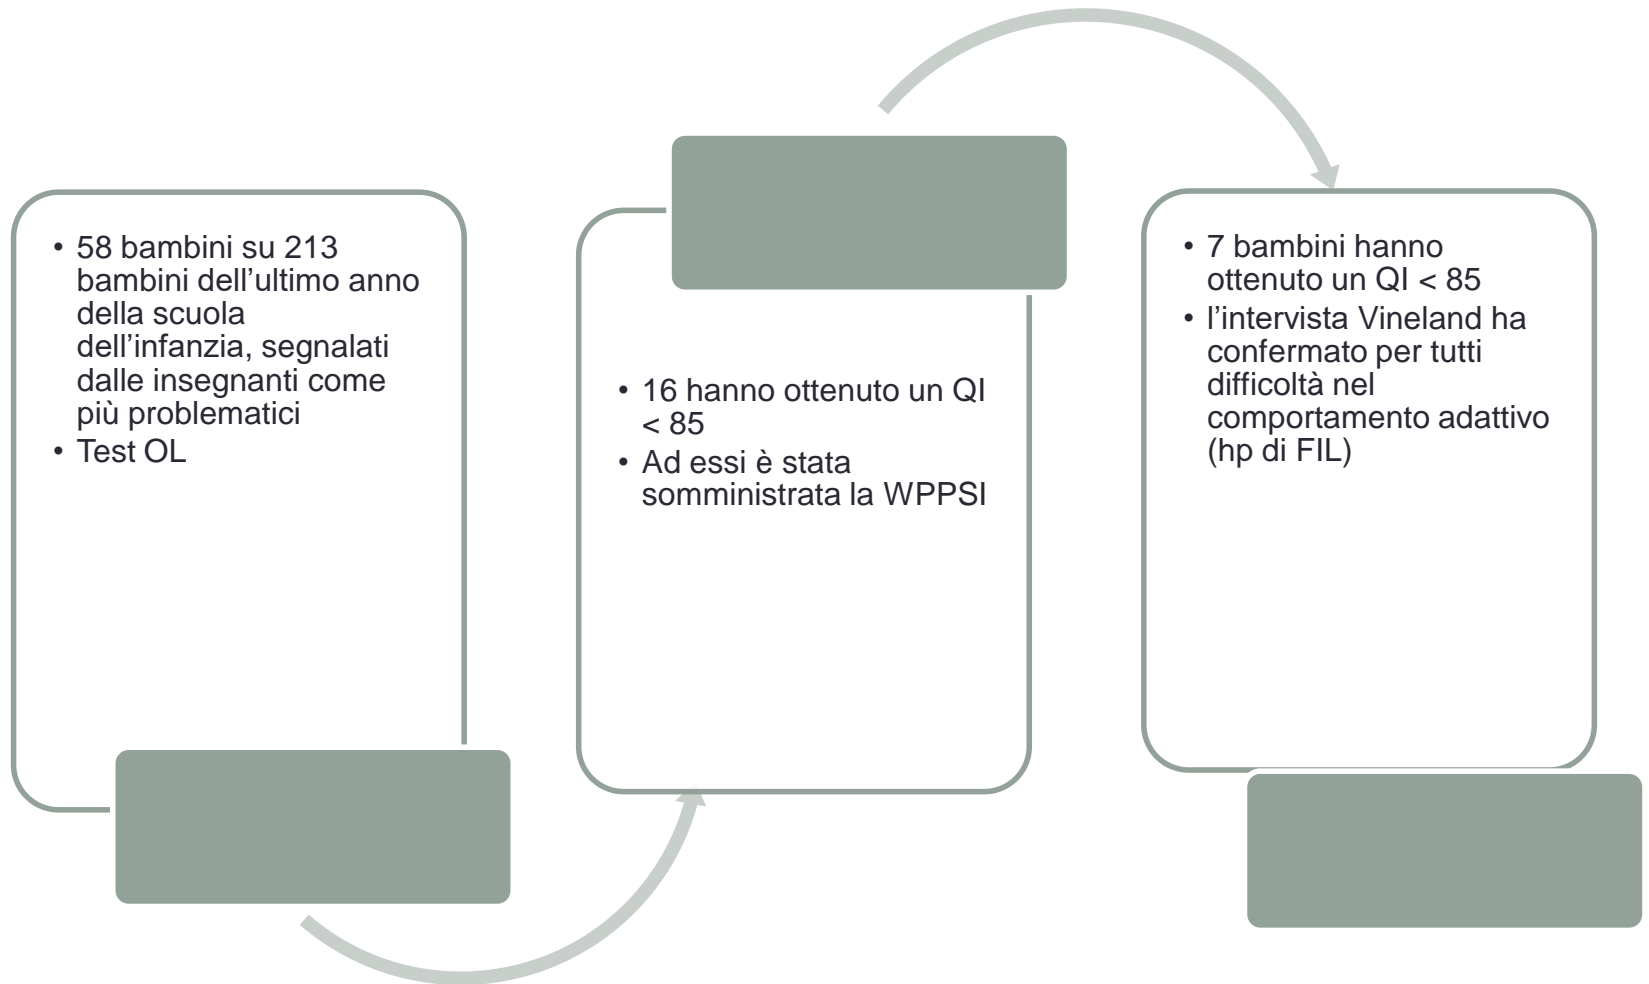 • 58 bambini su 213
bambini dell’ultimo anno
della scuola
dell’infanzia, segnalati
dalle insegnanti come
più problematici
• Test OL
• 16 hanno ottenuto un QI
< 85
• Ad essi è stata
somministrata la WPPSI
• 7 bambini hanno
ottenuto un QI < 85
• l’intervista Vineland ha
confermato per tutti
difficoltà nel
comportamento adattivo
(hp di FIL)